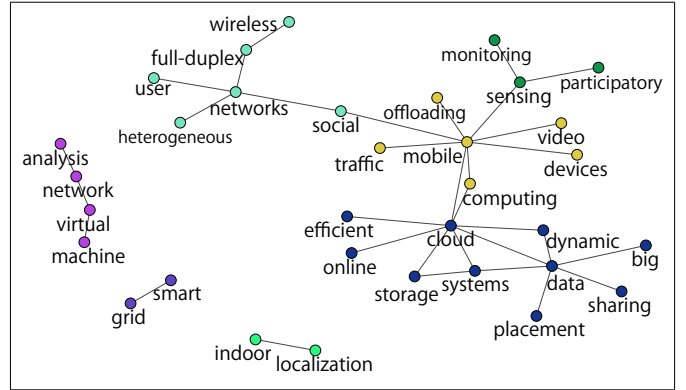 wireless
monitoring
full-duplex
participatory
user
sensing
networks
offloading
social
heterogeneous
video
mobile
traffic
analysis
devices
network
computing
virtual
efficient
cloud
dynamic
machine
big
online
data
systems
storage
smart
sharing
grid
placement
indoor
localization